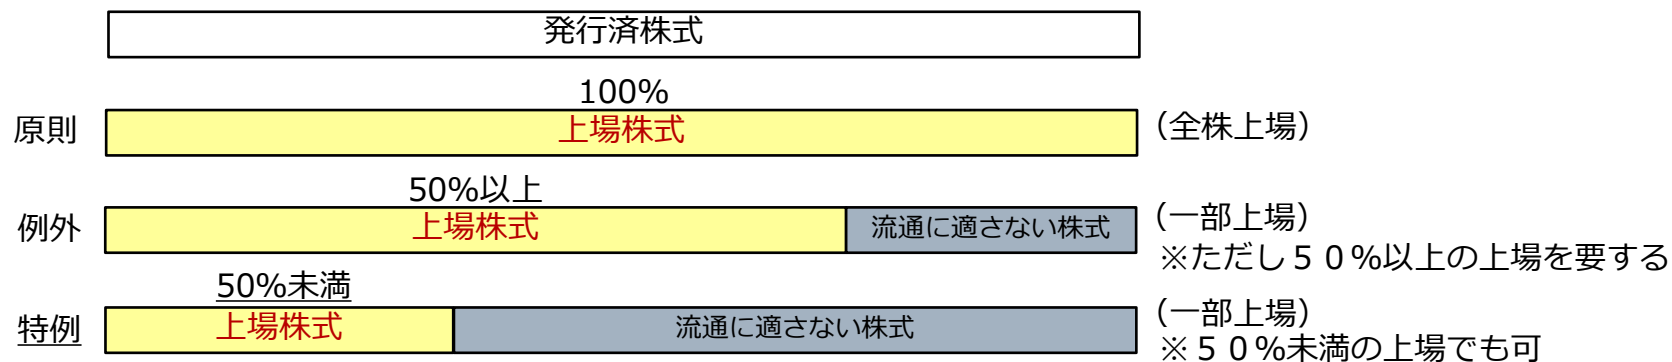 発行済株式
100%
原則
上場株式
（全株上場）
50%以上
例外
上場株式
流通に適さない株式
（一部上場）
※ただし５０%以上の上場を要する
50%未満
特例
上場株式
流通に適さない株式
（一部上場）
※５０%未満の上場でも可